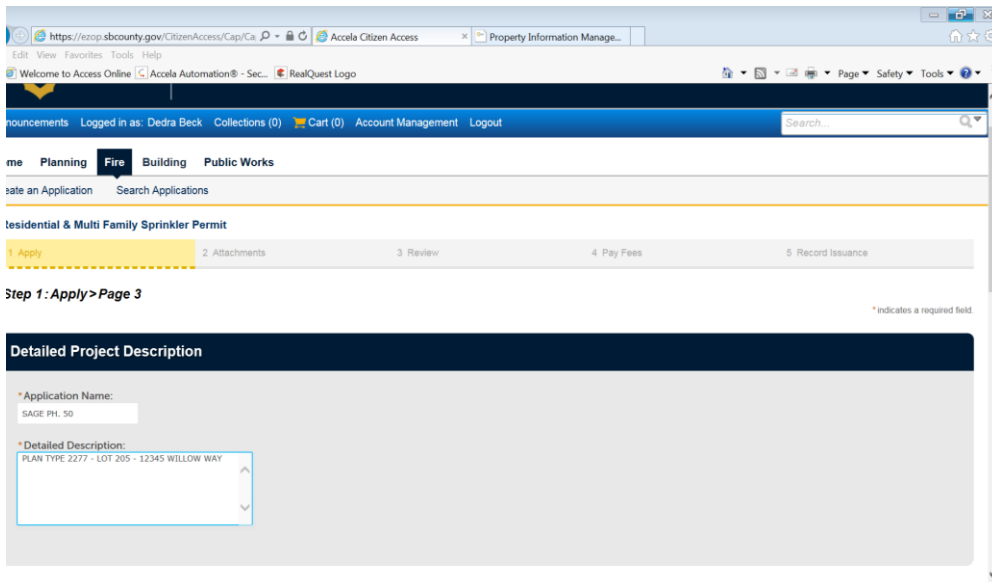 https://ezop.sbcounty.gov/CitizenAccess/Cap/Ca
Accela Citizen Access
Property Information Manage...
Edit View Favorites Tools Help
Welcome to Access Online Accela Automation® - Sec... RealQuest Logo
Page Safety Tools
nouncements Logged in as: Dedra Beck Collections (0) Cart (0) Account Management Logout
Search...
ome Planning Fire Building Public Works
eate an Application Search Applications
Residential & Multi Family Sprinkler Permit
1 Apply 2 Attachments 3 Review 4 Pay Fees 5 Record Issuance
Step 1: Apply>Page 3
* indicates a required field.
Detailed Project Description
*Application Name:
SAGE PH. 50
*Detailed Description:
PLAN TYPE 2277 - LOT 205 - 12345 WILLOW WAY